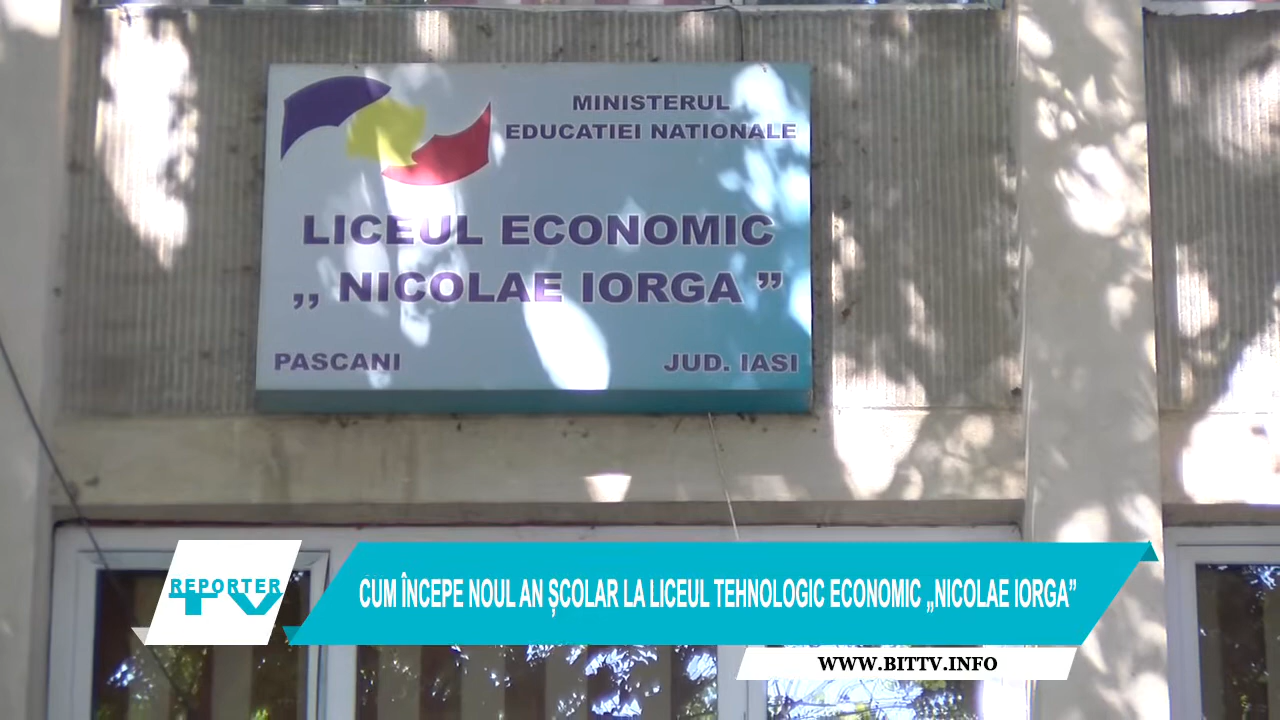 MINISTERUL
EDUCATIEI NATIONALE
LICEUL ECONOMIC
,, NICOLAE IORGA ”
PASCANI JUD. IASI
REPORTER
TV
CUM ÎNCEPE NOUL AN ȘCOLAR LA LICEUL TEHNOLOGIC ECONOMIC „NICOLAE IORGA”
WWW.BITTV.INFO